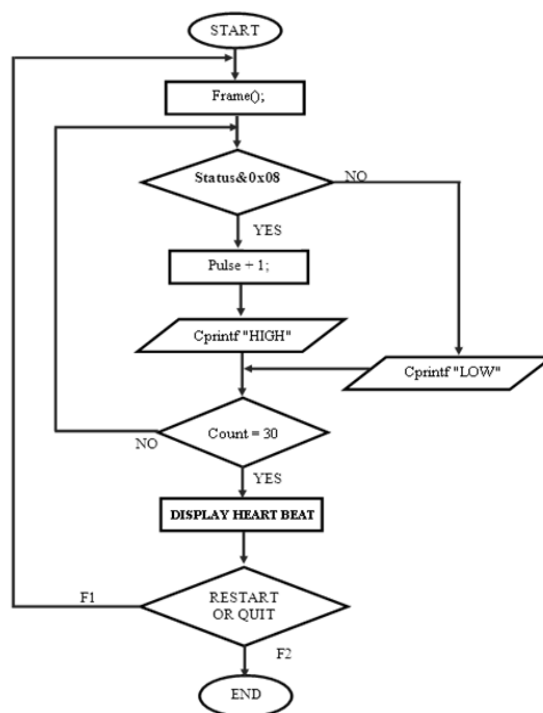 START
Frame();
Status&0x08
NO
YES
Pulse + 1;
Cprintf "HIGH"
Cprintf "LOW"
Count = 30
NO
YES
DISPLAY HEART BEAT
F1
RESTART
OR QUIT
F2
END